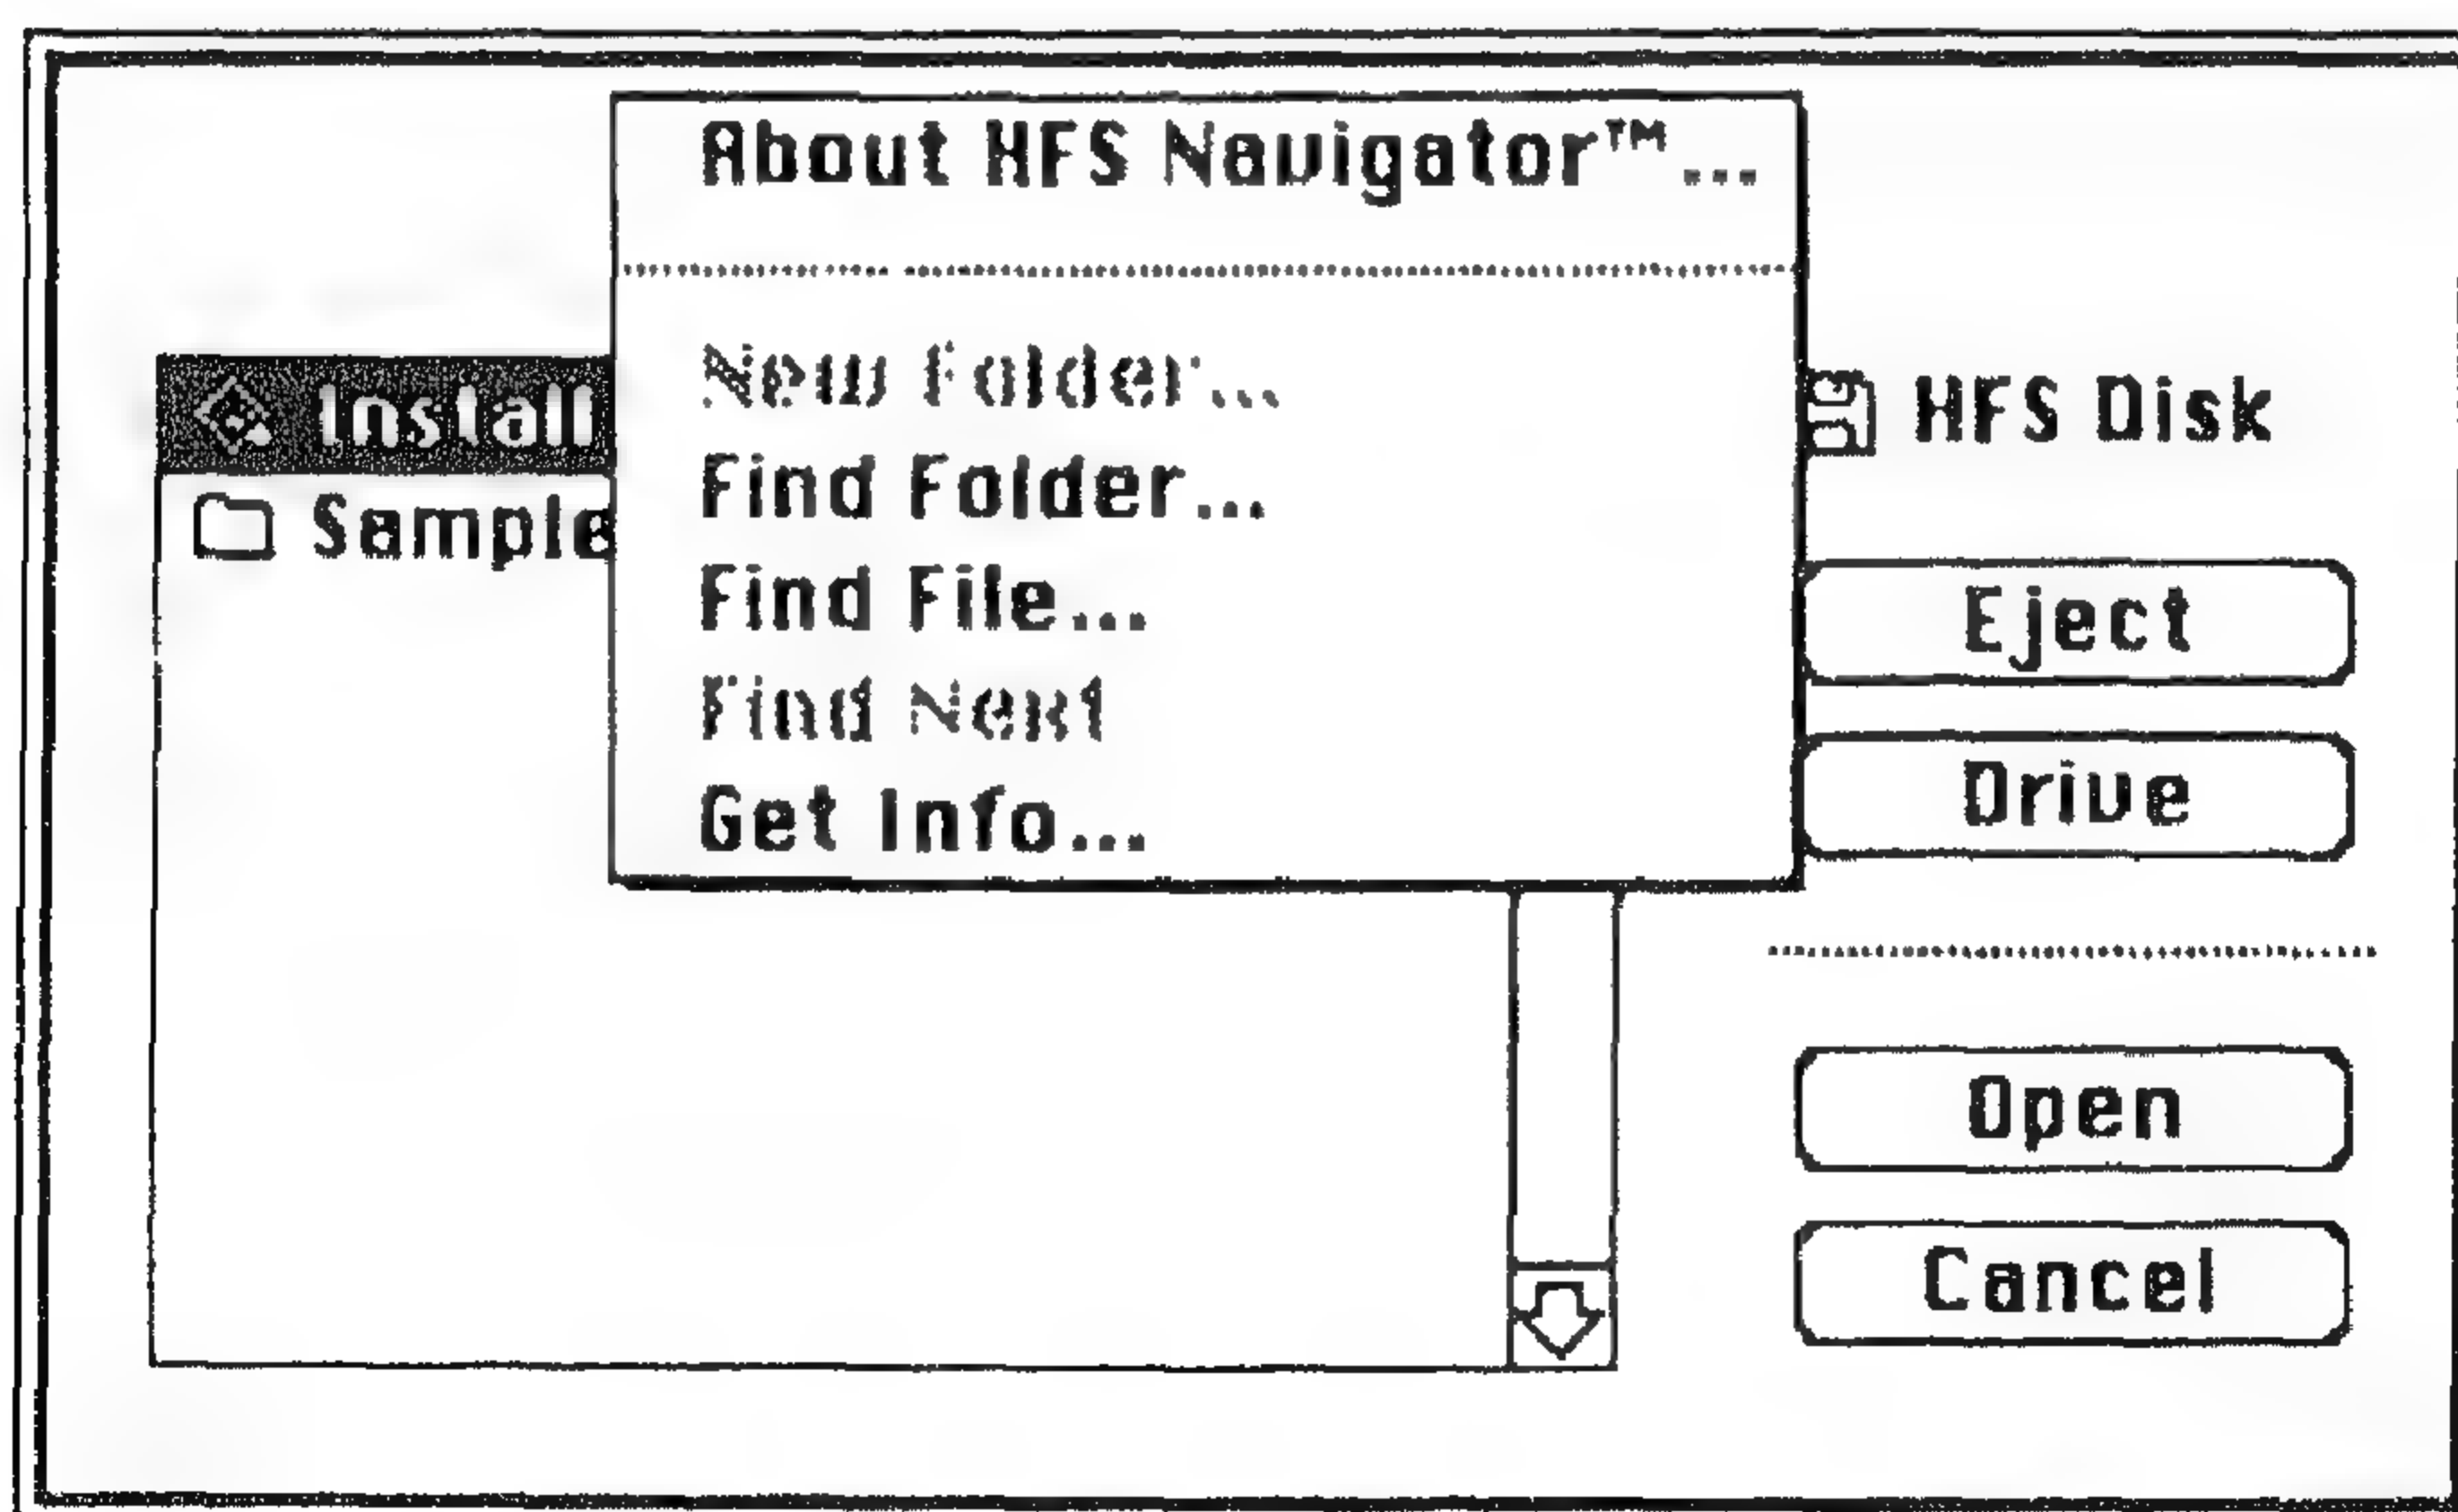 About HFS Navigator™...
New Folder...
Find Folder...
Find File...
Find Next
Get Info...
Install
Sample
HFS Disk
Eject
Drive
Open
Cancel